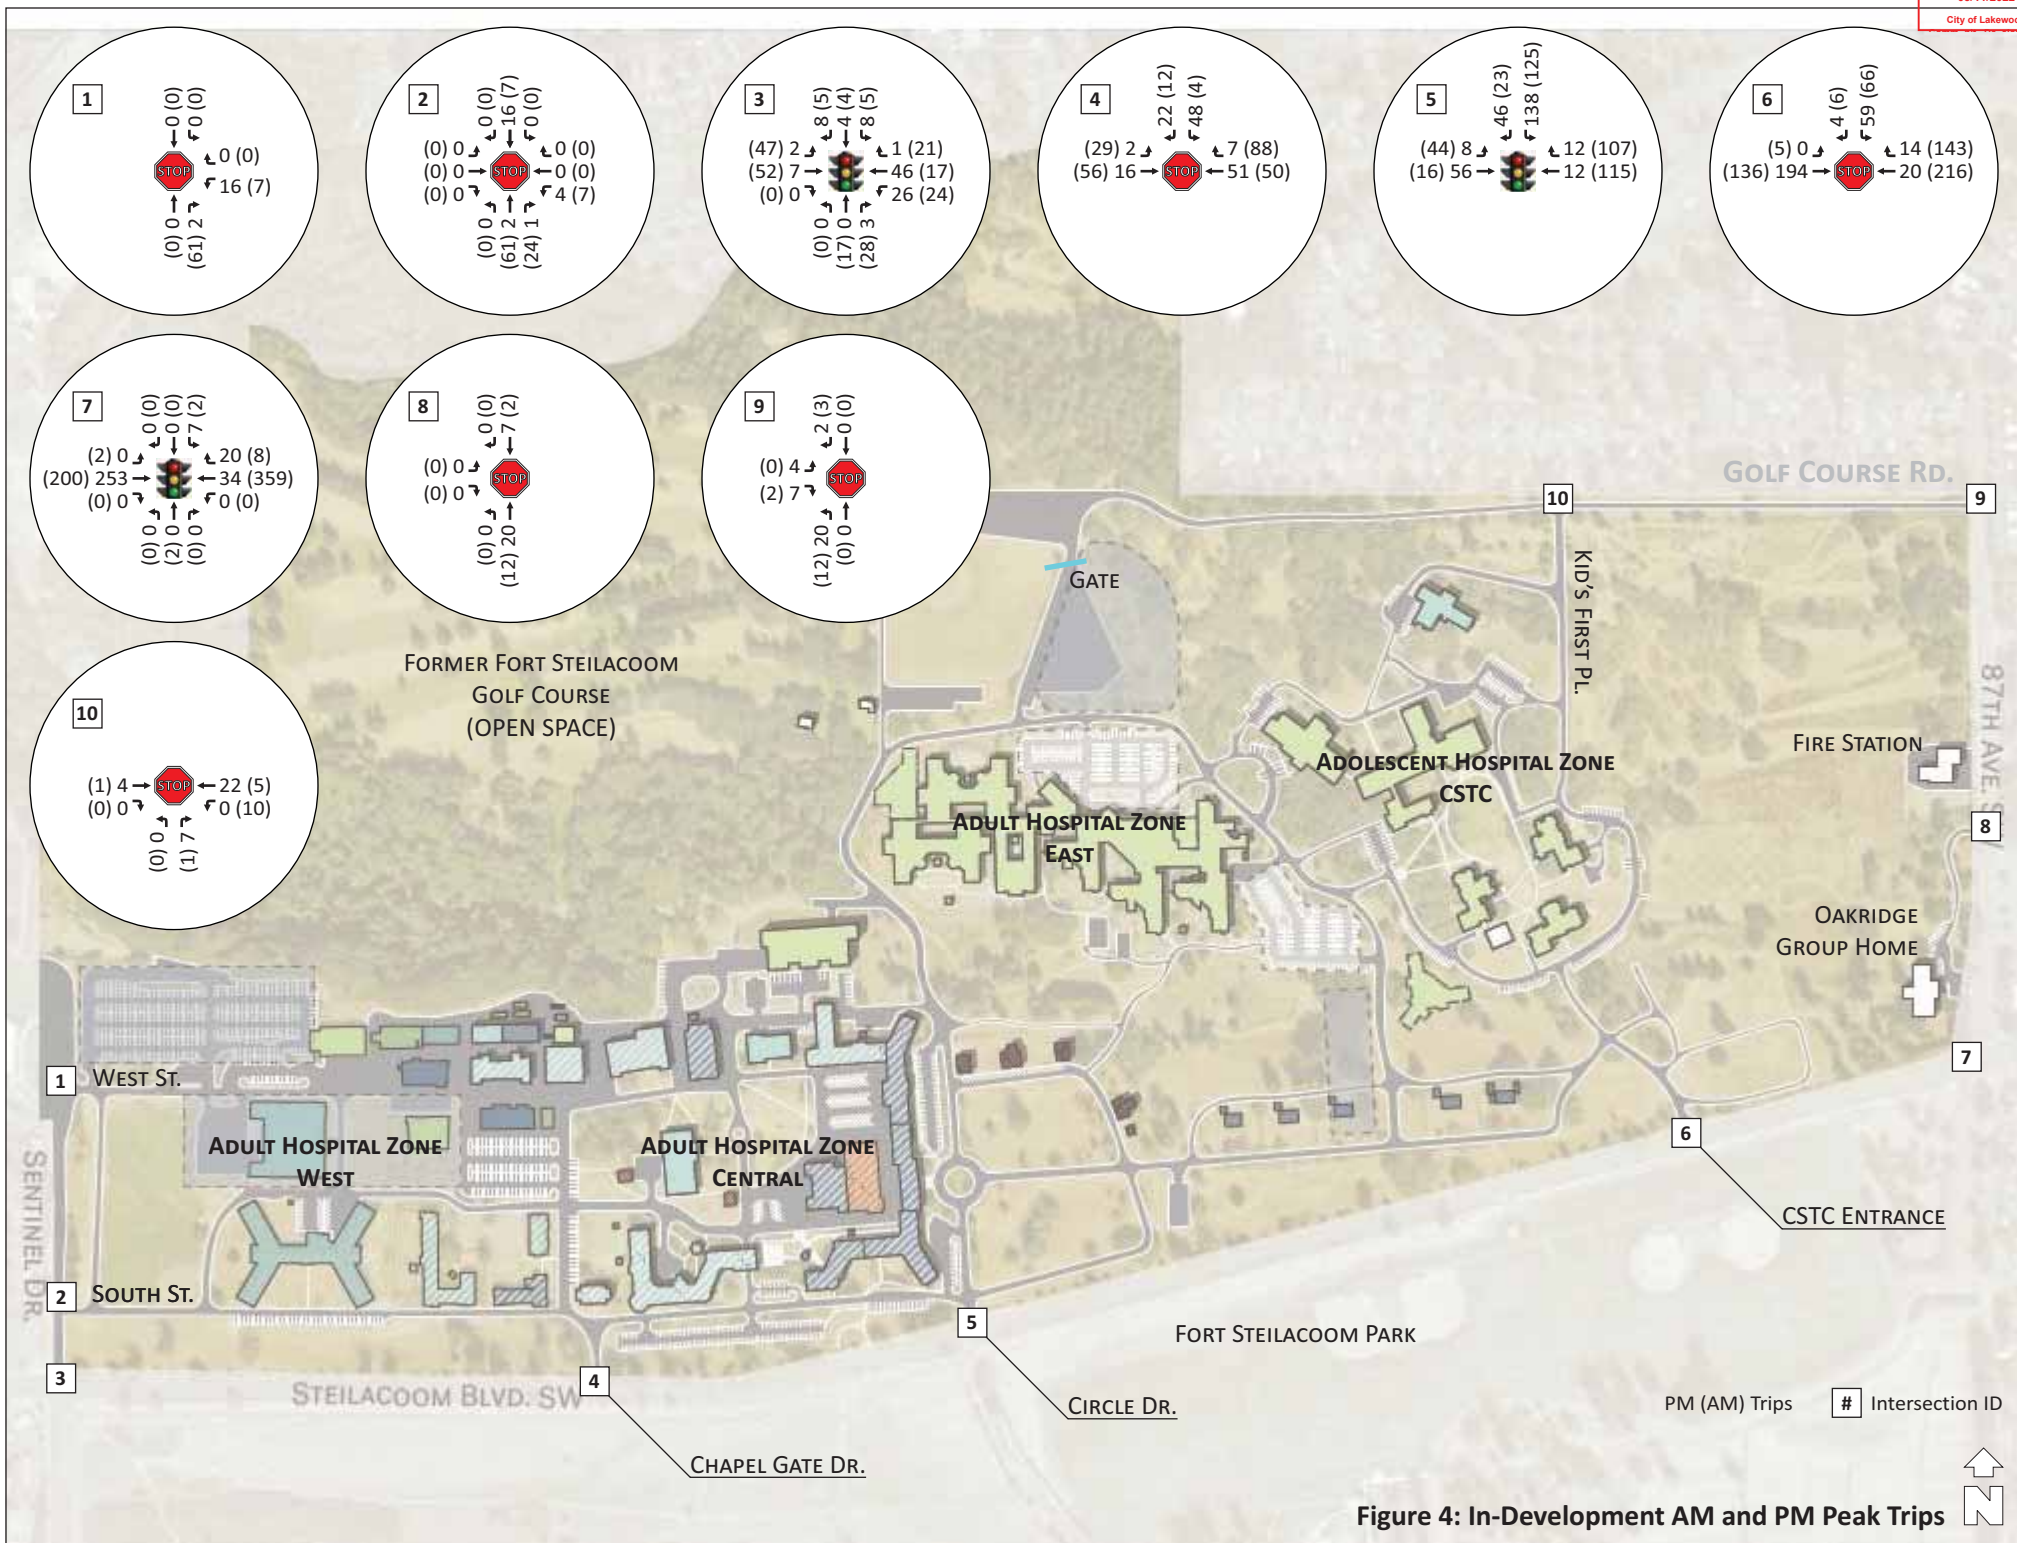 City of Lakewoo
1
0 (0)
0 (0)
STOP
0 (0)
16 (7)
(0) 0
(61) 2
2
0 (0)
16 (7)
0 (0)
(0) 0
(0) 0
(0) 0
STOP
0 (0)
0 (0)
4 (7)
(0) 0
(61) 2
(24) 1
3
8 (5)
4 (4)
8 (5)
(47) 2
(52) 7
(0) 0
1 (21)
46 (17)
26 (24)
(0) 0
(17) 0
(28) 3
4
22 (12)
48 (4)
(29) 2
(56) 16
STOP
7 (88)
51 (50)
5
46 (23)
138 (125)
(44) 8
(16) 56
12 (107)
12 (115)
6
4 (6)
59 (66)
(5) 0
(136) 194
STOP
14 (143)
20 (216)
7
0 (0)
0 (0)
7 (2)
(2) 0
(200) 253
(0) 0
20 (8)
34 (359)
0 (0)
(0) 0
(2) 0
(0) 0
8
0 (0)
7 (2)
(0) 0
(0) 0
STOP
(0) 0
(12) 20
9
2 (3)
0 (0)
(0) 4
(2) 7
STOP
(12) 20
(0) 0
10
(1) 4
(0) 0
STOP
22 (5)
0 (10)
(0) 0
(1) 7
GOLF COURSE RD.
10
9
GATE
KID'S FIRST PL.
FORMER FORT STEILACOOM
GOLF COURSE
(OPEN SPACE)
87TH AVE. SW
FIRE STATION
ADOLESCENT HOSPITAL ZONE
CSTC
ADULT HOSPITAL ZONE
EAST
8
OAKRIDGE
GROUP HOME
7
1
WEST ST.
6
ADULT HOSPITAL ZONE
WEST
ADULT HOSPITAL ZONE
CENTRAL
SENTINEL DR.
CSTC ENTRANCE
2
SOUTH ST.
5
FORT STEILACOOM PARK
3
STEILACOOM BLVD. SW
4
CIRCLE DR.
PM (AM) Trips
# Intersection ID
CHAPEL GATE DR.
Figure 4: In-Development AM and PM Peak Trips
N